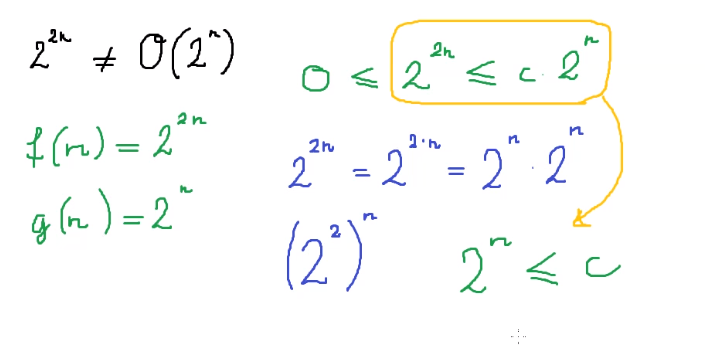 2^{2n} ≠ O(2^n)
0 ≤ 2^{2n} ≤ c · 2^n
f(n) = 2^{2n}
2^{2n} = 2^{2·n} = 2^n · 2^n
g(n) = 2^n
(2^2)^n
2^n ≤ c